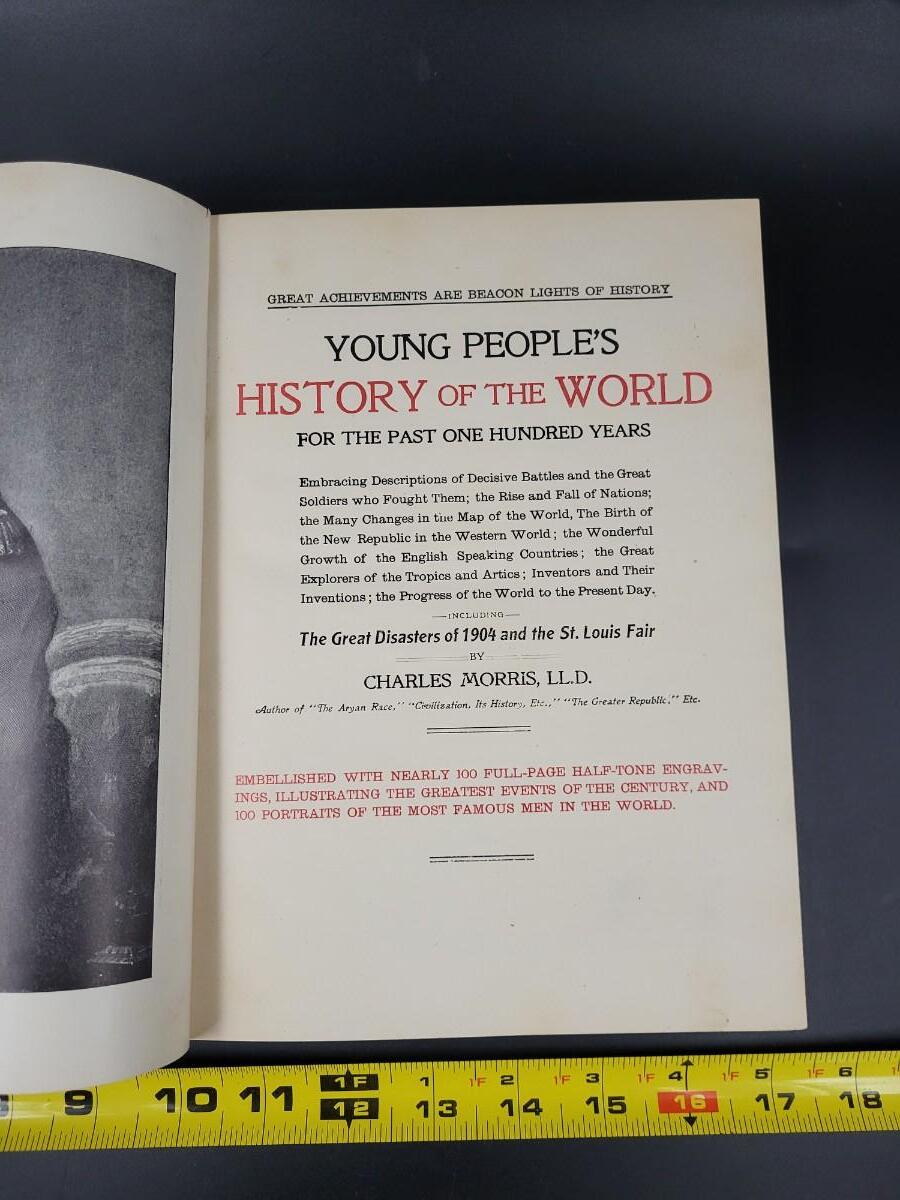 GREAT ACHIEVEMENTS ARE BEACON LIGHTS OF HISTORY
YOUNG PEOPLE'S
HISTORY OF THE WORLD
FOR THE PAST ONE HUNDRED YEARS
Embracing Descriptions of Decisive Battles and the Great
Soldiers who Fought Them; the Rise and Fall of Nations;
the Many Changes in the Map of the World, The Birth of
the New Republic in the Western World; the Wonderful
Growth of the English Speaking Countries; the Great
Explorers of the Tropics and Artics; Inventors and Their
Inventions; the Progress of the World to the Present Day.
—INCLUDING—
The Great Disasters of 1904 and the St. Louis Fair
BY
CHARLES MORRIS, LL.D.
Author of "The Aryan Race," "Civilization, Its History, Etc.," "The Greater Republic," Etc.
EMBELLISHED WITH NEARLY 100 FULL-PAGE HALF-TONE ENGRAV-
INGS, ILLUSTRATING THE GREATEST EVENTS OF THE CENTURY, AND
100 PORTRAITS OF THE MOST FAMOUS MEN IN THE WORLD.
1F 1 1F 2 1F 3 1F 4 1F 5 1F 6
8 9 10 11 12 13 14 15 16 17 18